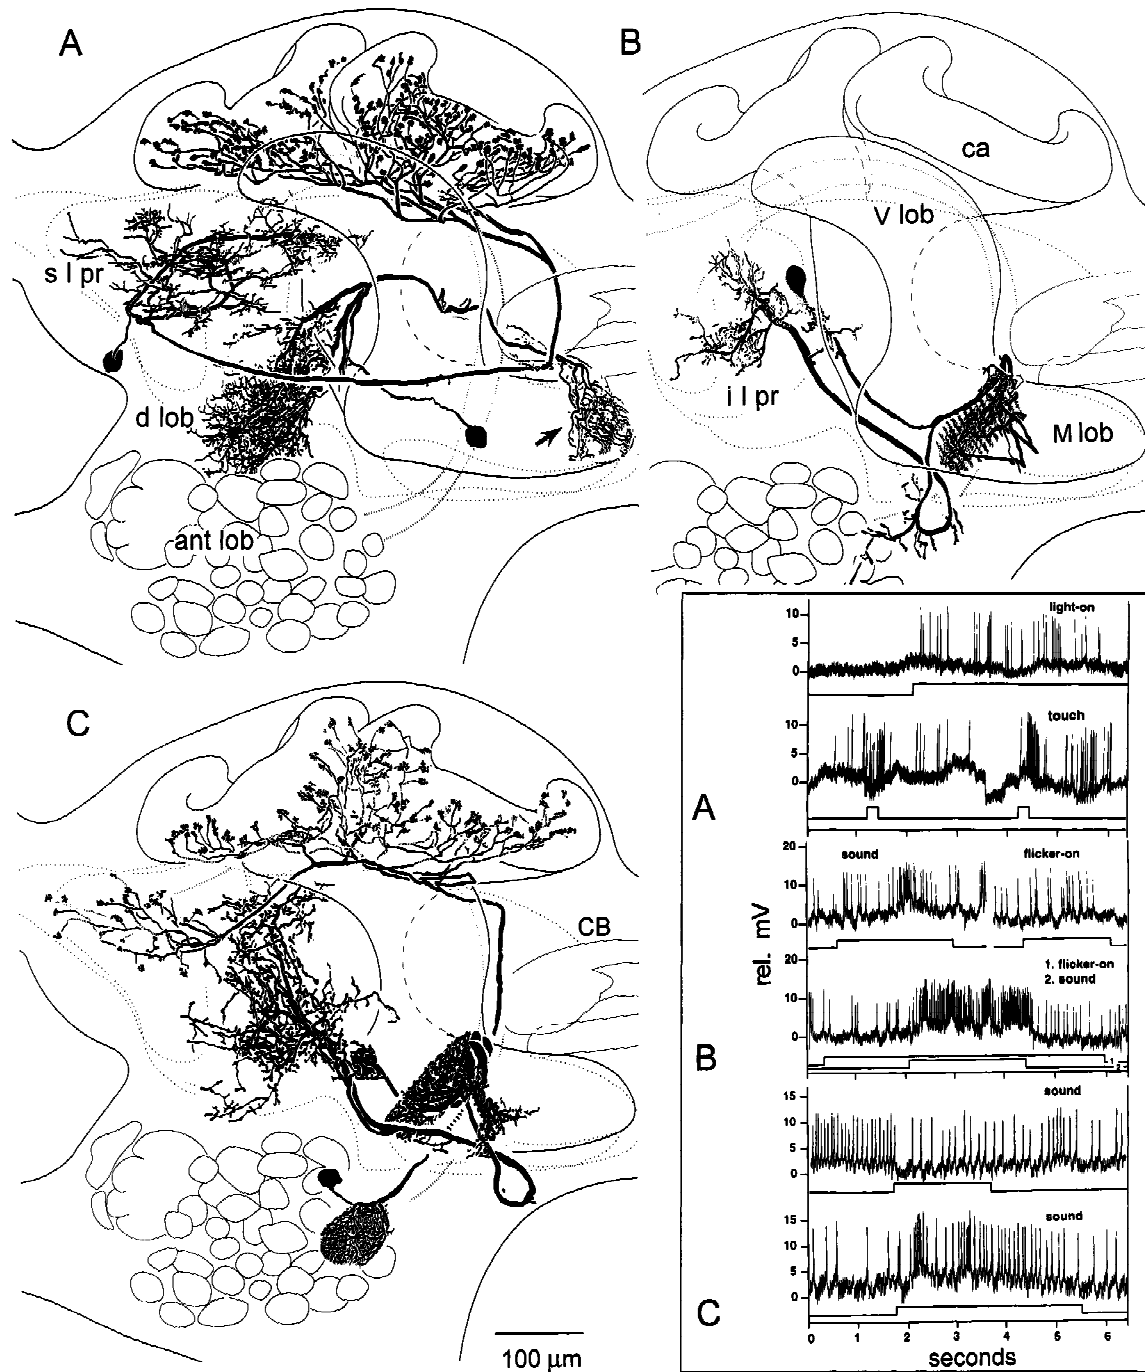 A
B
ca
V lob
s l pr
i l pr
d lob
M lob
ant lob
C
CB
100 µm
10
5
0
light-on
10
5
0
touch
A
20
10
0
sound
flicker-on
rel. mV
20
10
0
1. flicker-on
2. sound
B
15
10
5
0
sound
15
10
5
0
sound
C
0
2
3
4
5
6
seconds